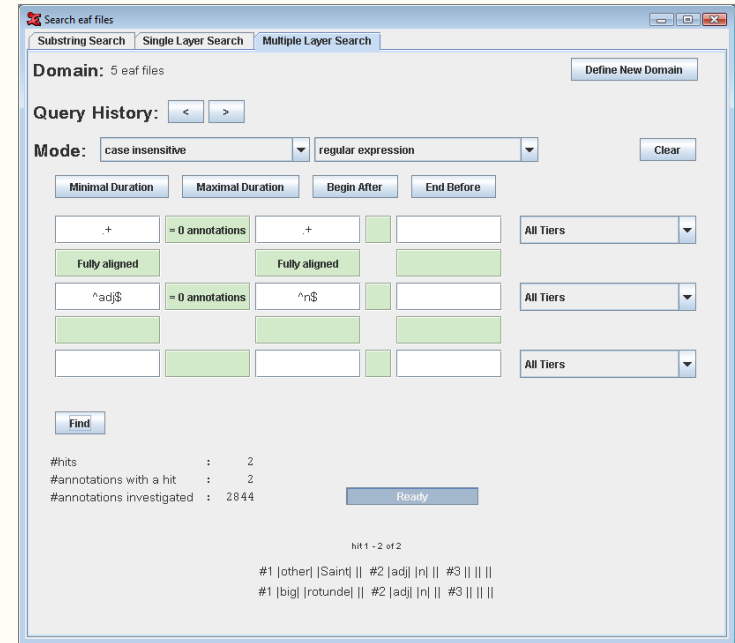 Search eaf files
Substring Search Single Layer Search Multiple Layer Search
Domain: 5 eaf files Define New Domain
Query History: < >
Mode: case insensitive regular expression Clear
Minimal Duration Maximal Duration Begin After End Before
.+ = 0 annotations .+ All Tiers
Fully aligned Fully aligned
^adj$ = 0 annotations ^n$ All Tiers
All Tiers
Find
#hits : 2
#annotations with a hit : 2
#annotations investigated : 2844 Ready
hit 1 - 2 of 2
#1 |other| |Saint| || #2 |adj| |n| || #3 || || ||
#1 |big| |rotunde| || #2 |adj| |n| || #3 || || ||